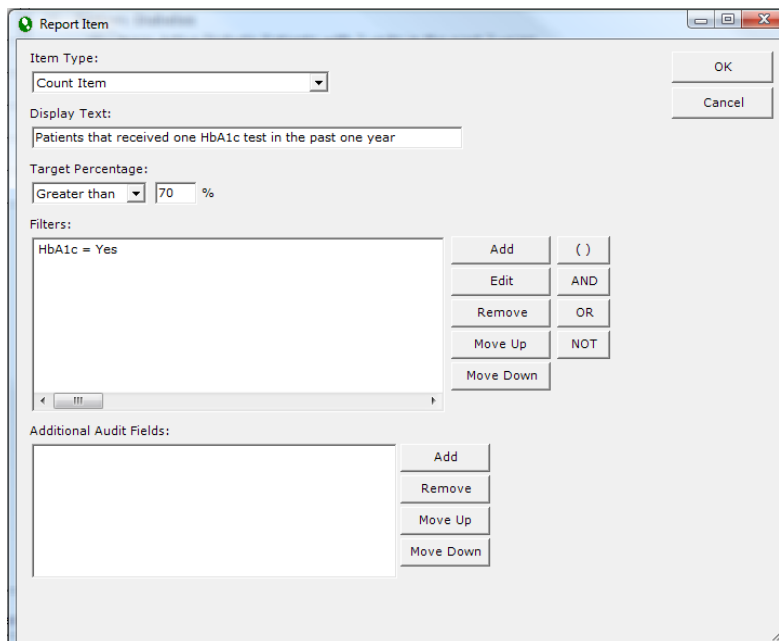 Report Item
Item Type:
OK
Count Item
Cancel
Display Text:
Patients that received one HbA1c test in the past one year
Target Percentage:
Greater than 70 %
Filters:
HbA1c = Yes
Add ( )
Edit AND
Remove OR
Move Up NOT
Move Down
Additional Audit Fields:
Add
Remove
Move Up
Move Down